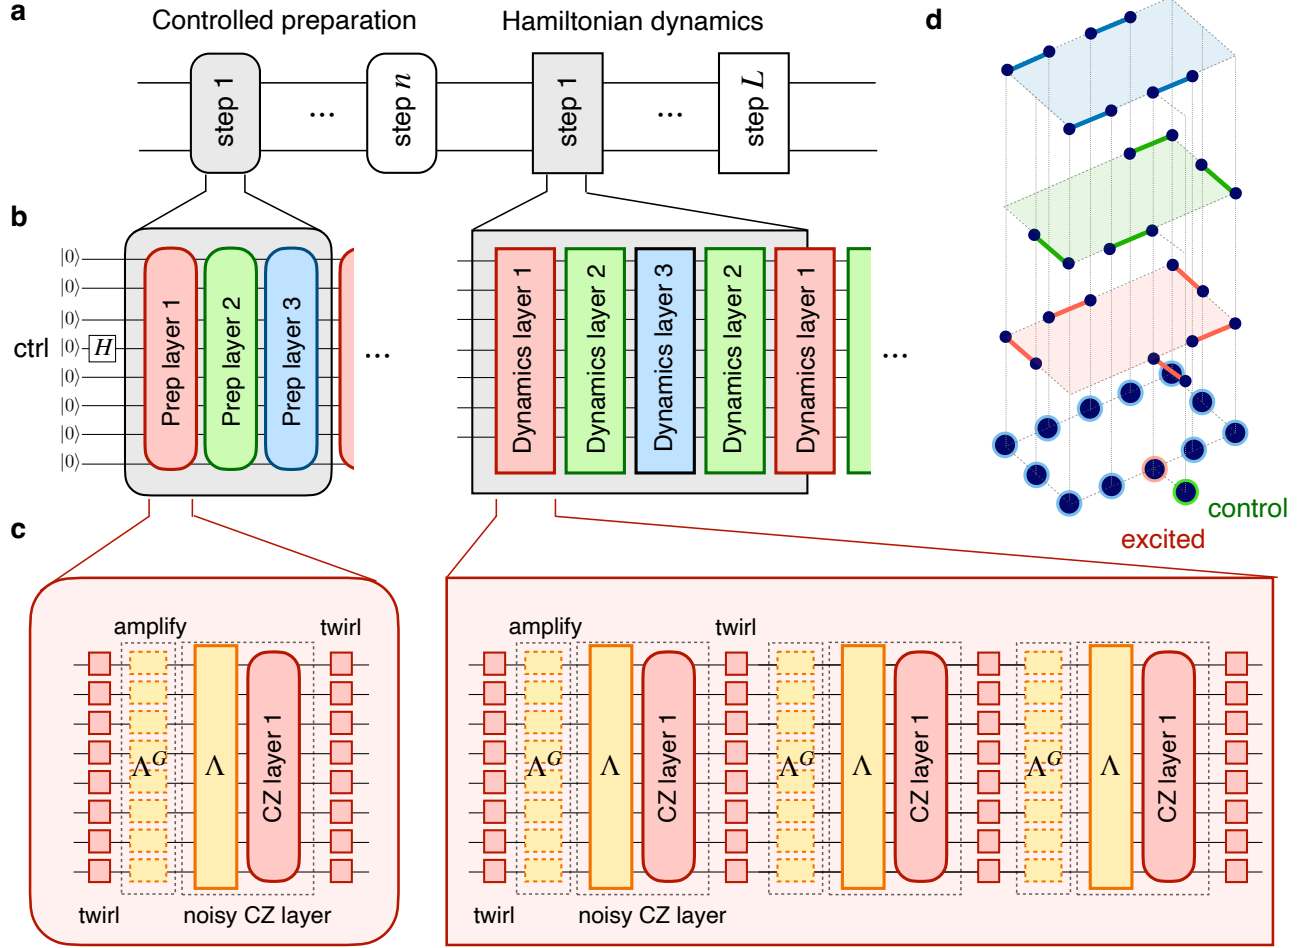 a
Controlled preparation
Hamiltonian dynamics
d
step 1
...
step n
step 1
...
step L
b
|0⟩
|0⟩
|0⟩
ctrl |0⟩ H
|0⟩
|0⟩
|0⟩
|0⟩
Prep layer 1
Prep layer 2
Prep layer 3
...
Dynamics layer 1
Dynamics layer 2
Dynamics layer 3
Dynamics layer 2
Dynamics layer 1
...
control
excited
c
amplify
twirl
Λ^G
Λ
CZ layer 1
twirl
noisy CZ layer
amplify
twirl
Λ^G
Λ
CZ layer 1
Λ^G
Λ
CZ layer 1
Λ^G
Λ
CZ layer 1
twirl
noisy CZ layer